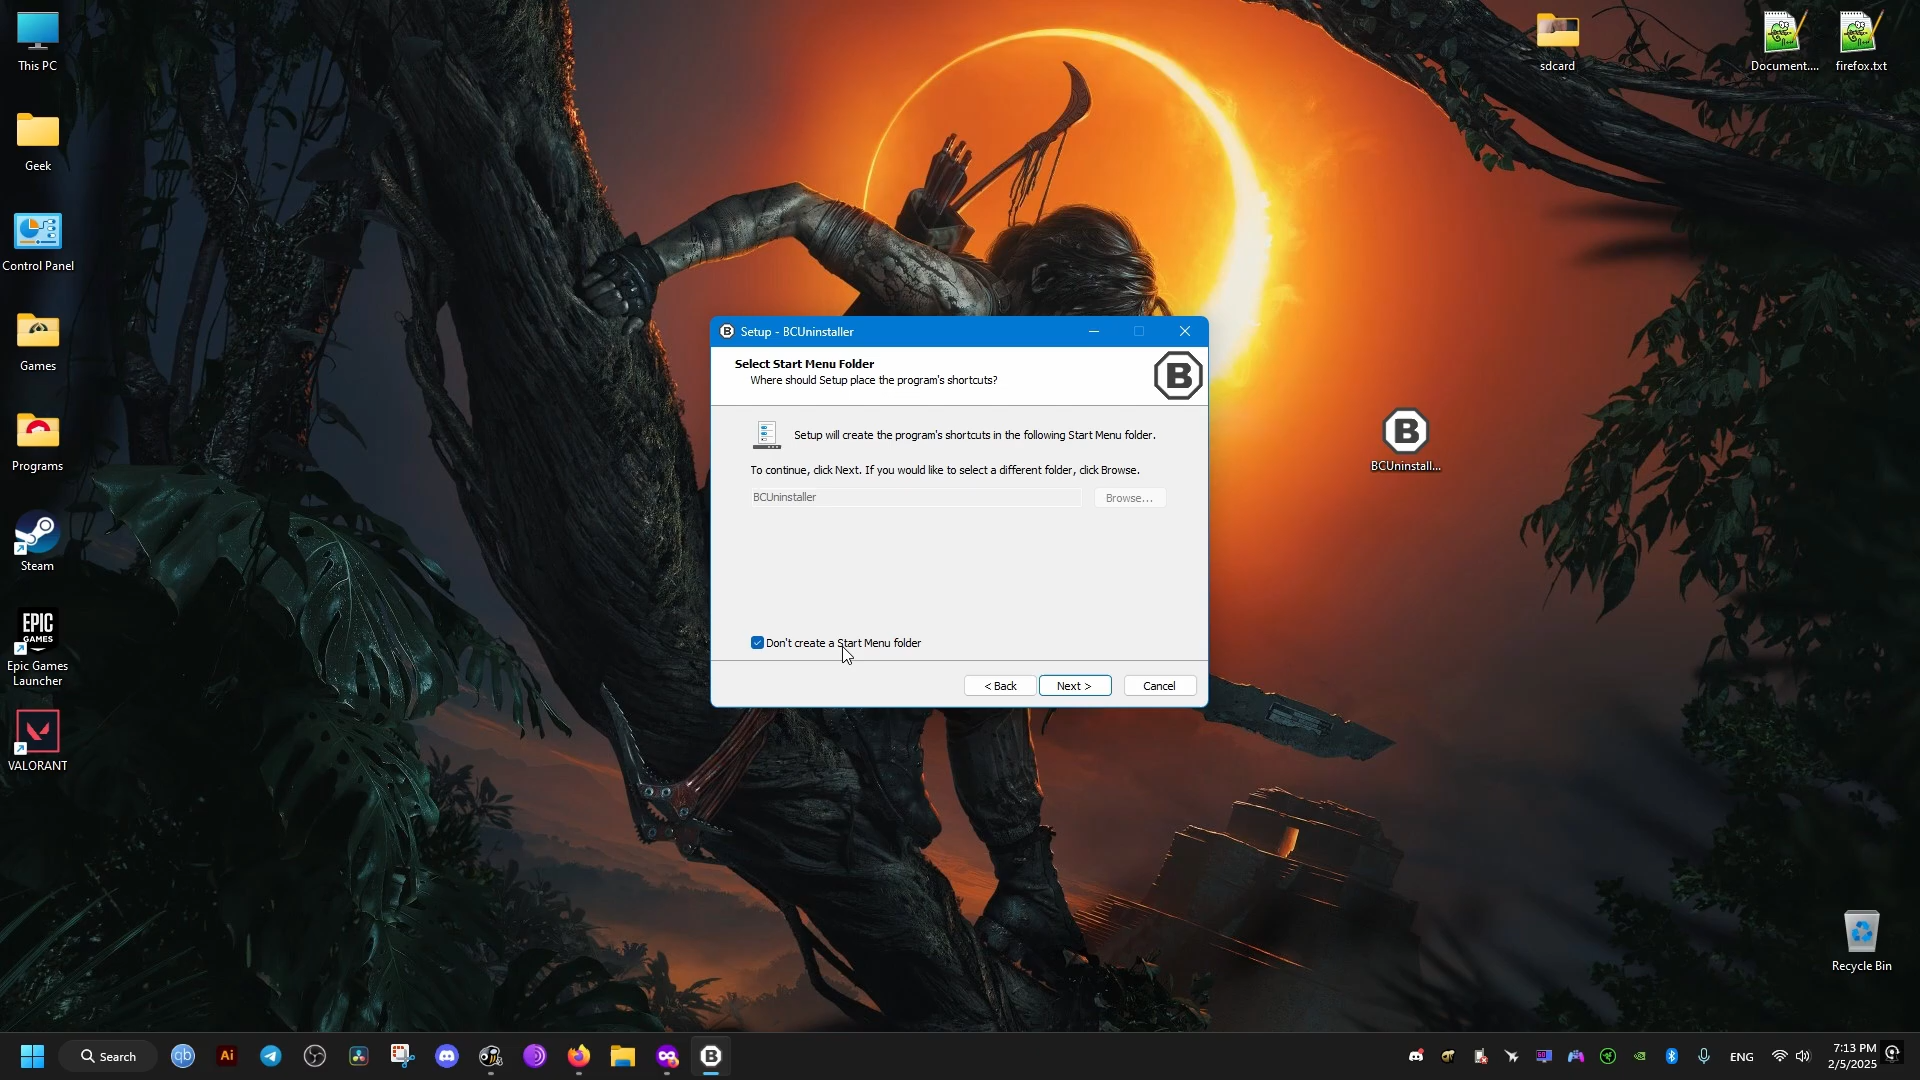 This PC
Geek
Control Panel
Games
Programs
Steam
EPIC
GAMES
Epic Games
Launcher
VALORANT
sdcard
Document....
firefox.txt
B
BCUninstall...
Recycle Bin
B Setup - BCUninstaller
Select Start Menu Folder
Where should Setup place the program's shortcuts?
B
Setup will create the program's shortcuts in the following Start Menu folder.
To continue, click Next. If you would like to select a different folder, click Browse.
BCUninstaller
Browse...
Don't create a Start Menu folder
< Back
Next >
Cancel
Search
qb
Ai
B
ENG
7:13 PM
2/5/2025